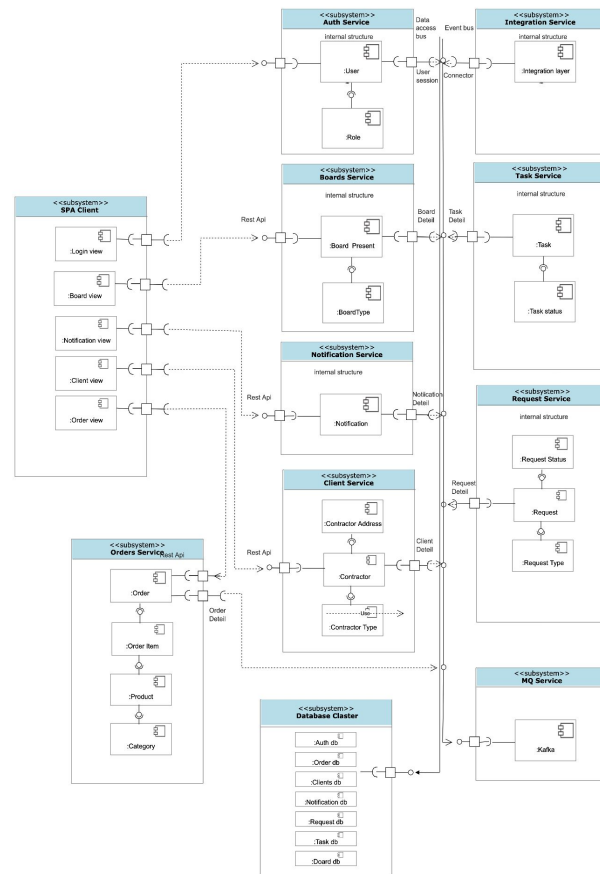 <<subsystem>>
Auth Service
internal structure
:User
:Role
Data
access
bus
Event bus
User
session
Connector
<<subsystem>>
Integration Service
internal structure
:Integration layer
<<subsystem>>
SPA Client
:Login view
:Board view
:Notification view
:Client view
:Order view
<<subsystem>>
Boards Service
internal structure
Rest Api
:Board Present
:BoardType
Board
Deteil
Task
Deteil
<<subsystem>>
Task Service
internal structure
:Task
:Task status
<<subsystem>>
Notification Service
internal structure
Rest Api
:Notification
Notiication
Deteil
<<subsystem>>
Request Service
internal structure
:Request Status
:Request
:Request Type
Request
Deteil
<<subsystem>>
Client Service
:Contractor Address
Rest Api
:Contractor
Use
:Contractor Type
Client
Deteil
<<subsystem>>
Orders Service
Rest Api
:Order
:Order Item
:Product
:Category
Order
Deteil
<<subsystem>>
MQ Service
:Kafka
<<subsystem>>
Database Claster
:Auth db
:Order db
:Clients db
:Notification db
:Request db
:Task db
:Doard db